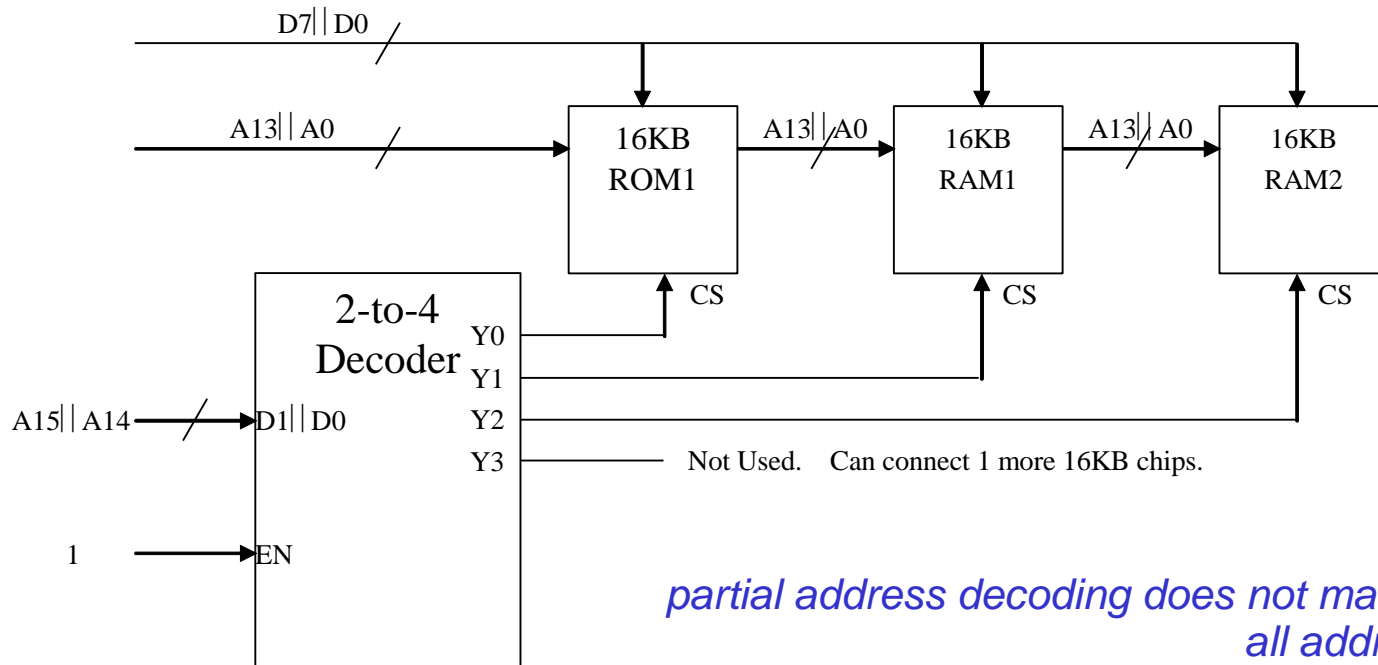 D7||D0
A13||A0
16KB
ROM1
A13||A0
16KB
RAM1
A13||A0
16KB
RAM2
CS
CS
CS
2-to-4
Decoder
Y0
Y1
Y2
Y3
A15||A14
D1||D0
Not Used. Can connect 1 more 16KB chips.
1
EN
partial address decoding does not ma
all addr